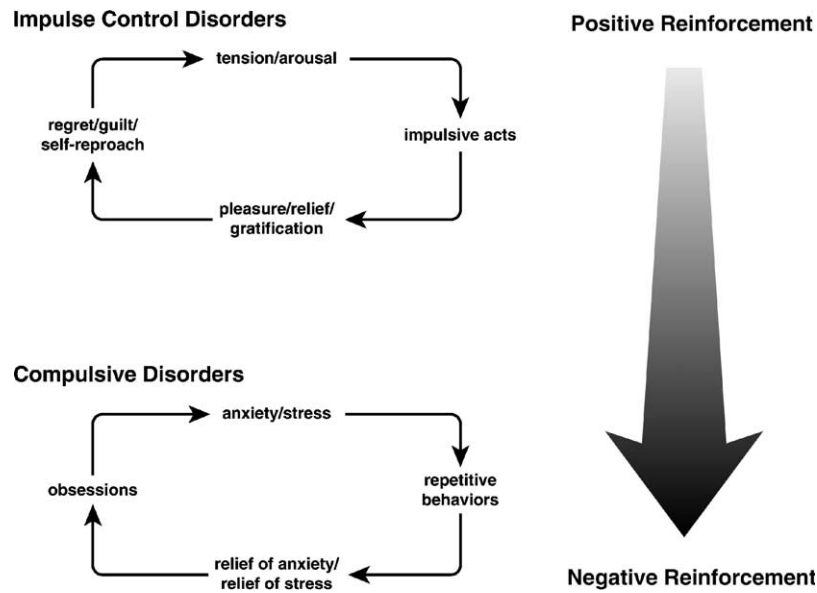 Impulse Control Disorders
Positive Reinforcement
tension/arousal
regret/guilt/
self-reproach
impulsive acts
pleasure/relief/
gratification
Compulsive Disorders
anxiety/stress
obsessions
repetitive
behaviors
relief of anxiety/
relief of stress
Negative Reinforcement